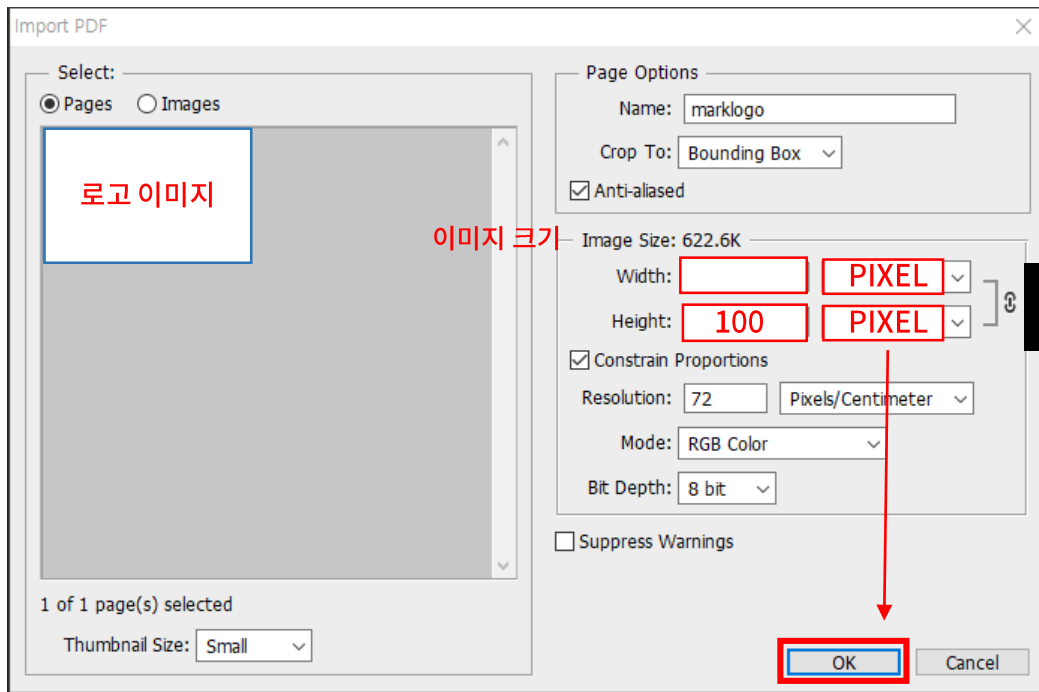 Import PDF
Select:
Pages
Images
로고 이미지
1 of 1 page(s) selected
Thumbnail Size: Small
Page Options
Name: marklogo
Crop To: Bounding Box
Anti-aliased
이미지 크기
Image Size: 622.6K
Width: PIXEL
Height: 100 PIXEL
Constrain Proportions
Resolution: 72 Pixels/Centimeter
Mode: RGB Color
Bit Depth: 8 bit
Suppress Warnings
OK
Cancel